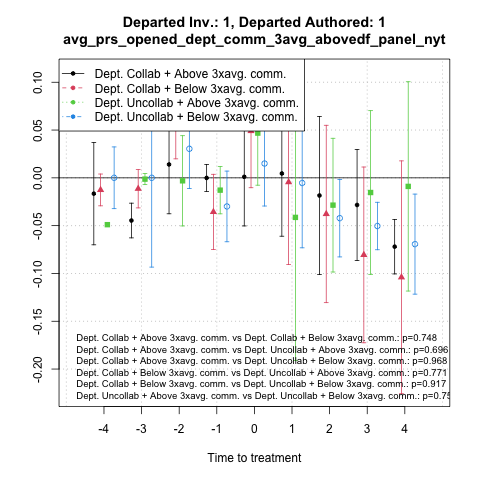 Departed Inv.: 1, Departed Authored: 1
avg_prs_opened_dept_comm_3avg_abovedf_panel_nyt
Dept. Collab + Above 3xavg. comm.
Dept. Collab + Below 3xavg. comm.
Dept. Uncollab + Above 3xavg. comm.
Dept. Uncollab + Below 3xavg. comm.
0.10
0.05
0.00
-0.05
-0.10
-0.15
-0.20
Dept. Collab + Above 3xavg. comm. vs Dept. Collab + Below 3xavg. comm.: p=0.748
Dept. Collab + Above 3xavg. comm. vs Dept. Uncollab + Above 3xavg. comm.: p=0.696
Dept. Collab + Above 3xavg. comm. vs Dept. Uncollab + Below 3xavg. comm.: p=0.968
Dept. Collab + Below 3xavg. comm. vs Dept. Uncollab + Above 3xavg. comm.: p=0.771
Dept. Collab + Below 3xavg. comm. vs Dept. Uncollab + Below 3xavg. comm.: p=0.917
Dept. Uncollab + Above 3xavg. comm. vs Dept. Uncollab + Below 3xavg. comm.:
-4 -3 -2 -1 0 1 2 3 4
Time to treatment